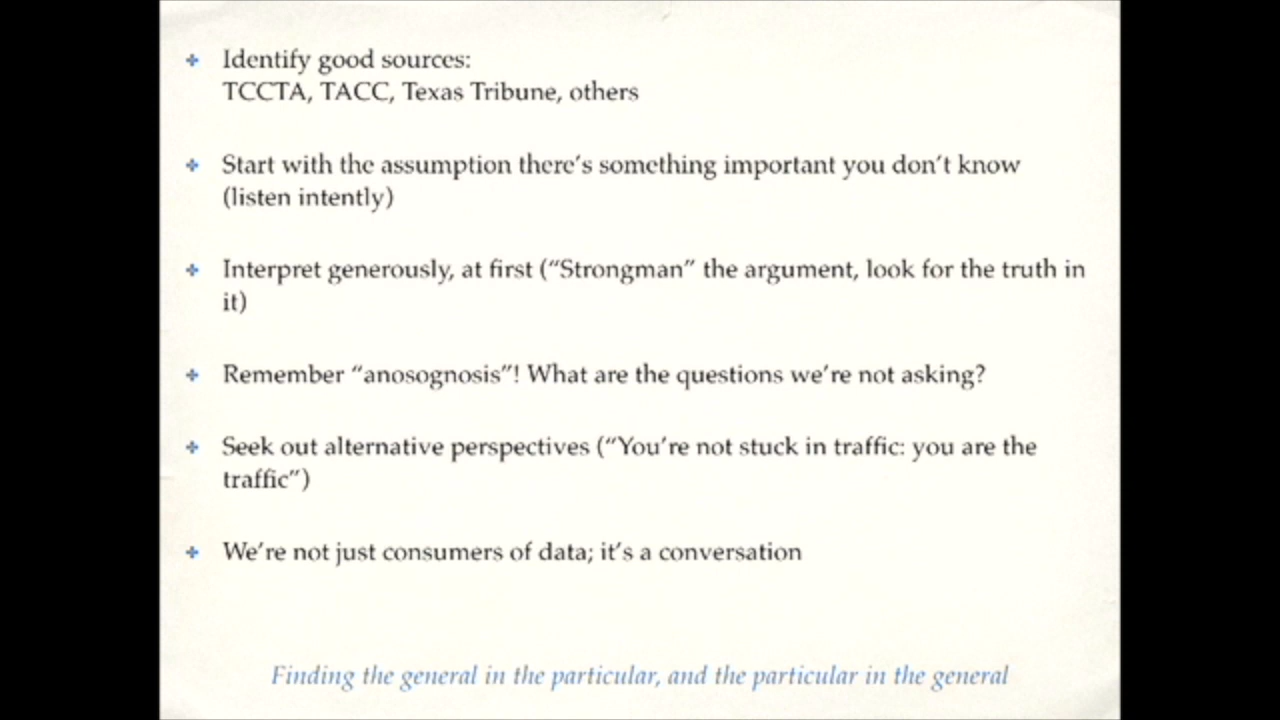 Identify good sources:
TCCTA, TACC, Texas Tribune, others
Start with the assumption there's something important you don't know
(listen intently)
Interpret generously, at first (“Strongman” the argument, look for the truth in
it)
Remember “anosognosis”! What are the questions we're not asking?
Seek out alternative perspectives (“You're not stuck in traffic: you are the
traffic”)
We're not just consumers of data; it's a conversation
Finding the general in the particular, and the particular in the general